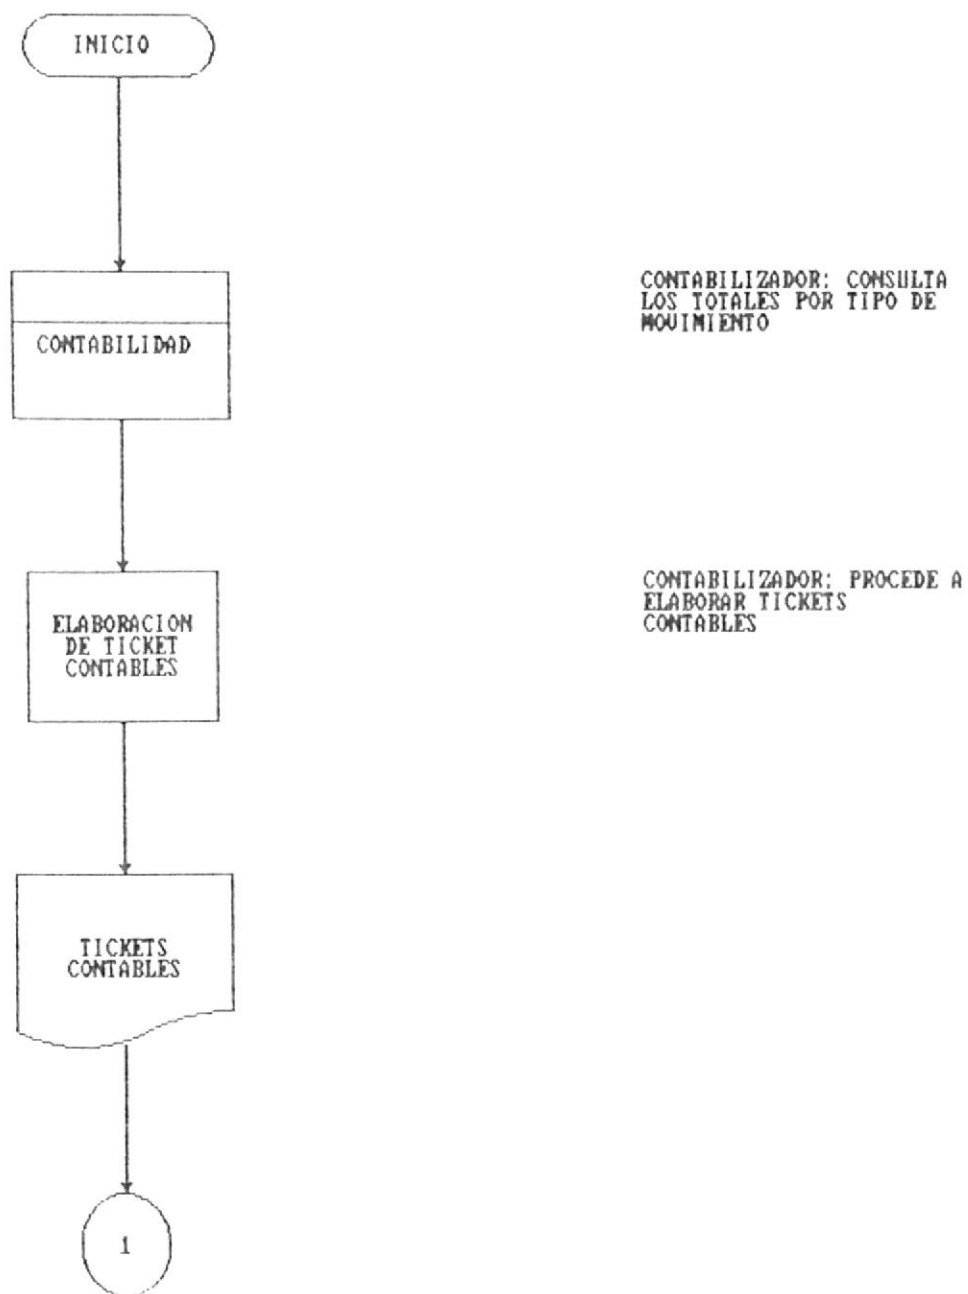 INICIO
CONTABILIDAD
CONTABILIZADOR: CONSULTA
LOS TOTALES POR TIPO DE
MOVIMIENTO
ELABORACION
DE TICKET
CONTABLES
CONTABILIZADOR: PROCEDE A
ELABORAR TICKETS
CONTABLES
TICKETS
CONTABLES
1